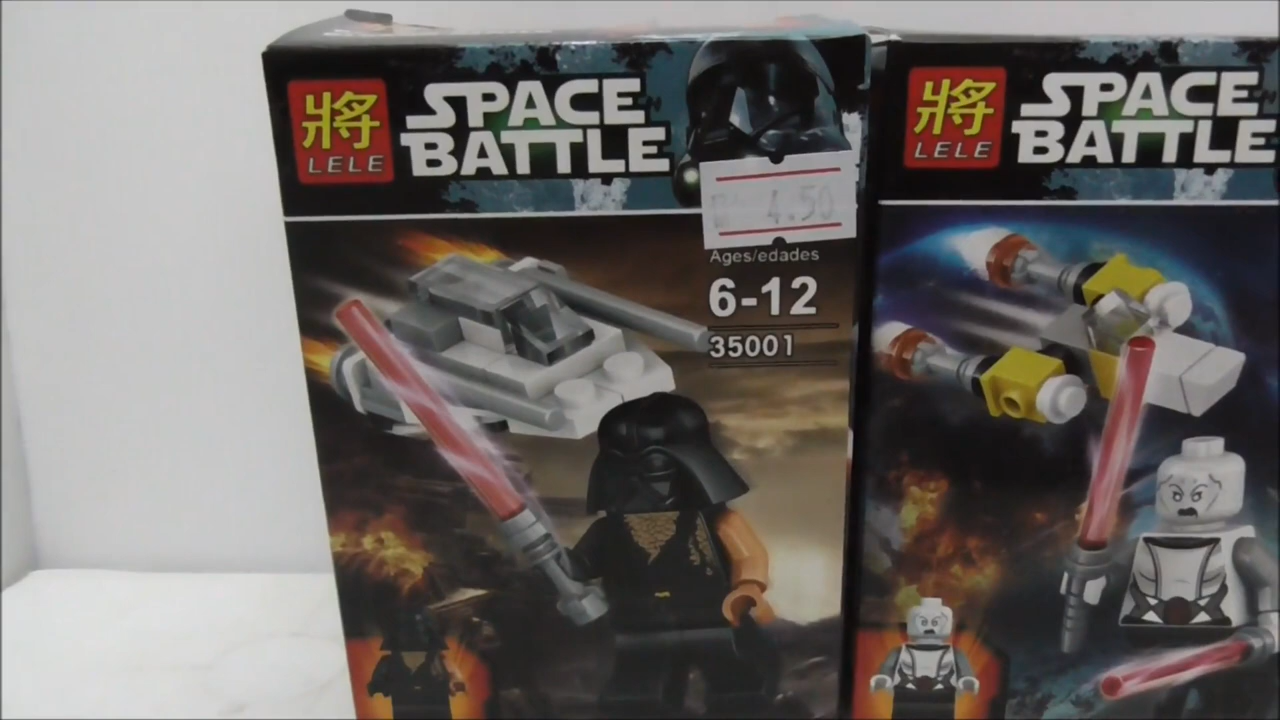 將
LELE
SPACE
BATTLE
4.50
Ages/edades
6-12
35001
將
LELE
SPACE
BATTLE